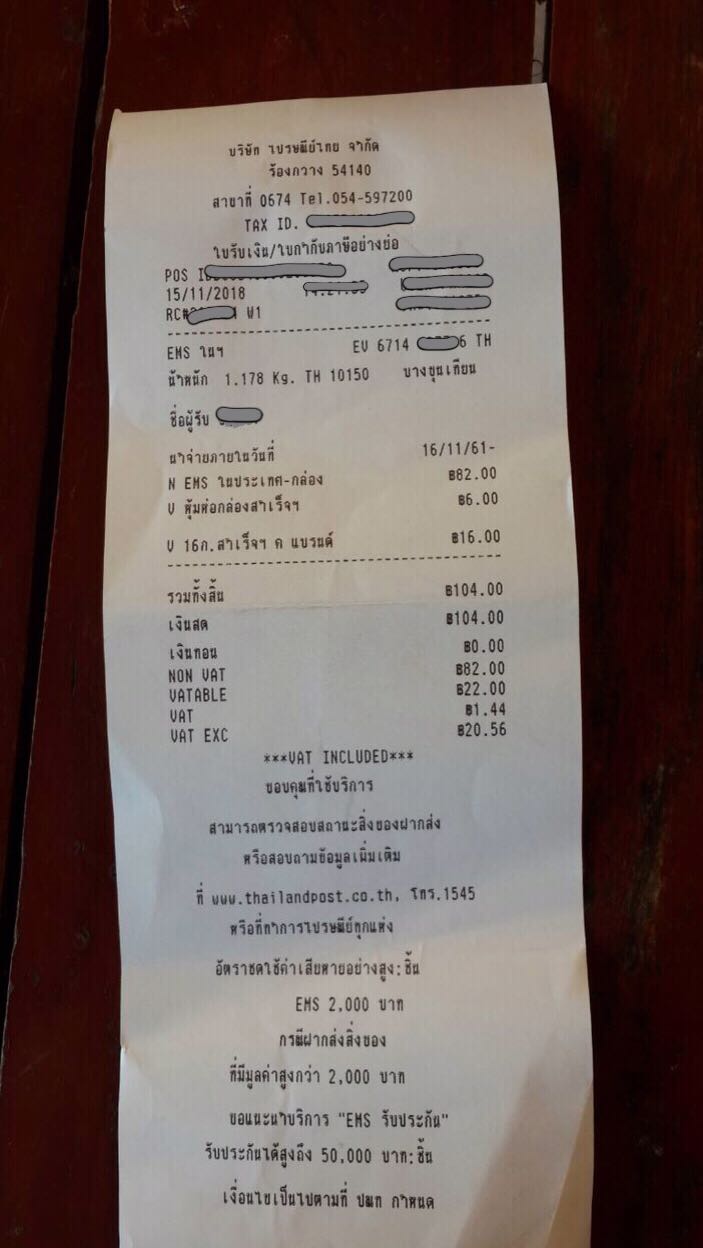 บริษัท ไปรษณีย์ไทย จำกัด
ร้องกวาง 54140
สาขาที่ 0674 Tel.054-597200
TAX ID.
ใบรับเงิน/ใบกำกับภาษีอย่างย่อ
POS
15/11/2018
RC# W1
EMS ในฯ EV 6714 6 TH
น้ำหนัก 1.178 Kg. TH 10150 บางขุนเทียน
ชื่อผู้รับ
นำจ่ายภายในวันที่ 16/11/61-
N EMS ในประเทศ-กล่อง ฿82.00
V หุ้มห่อกล่องสำเร็จฯ ฿6.00
V 16ก.สำเร็จฯ ค แบรนด์ ฿16.00
รวมทั้งสิ้น ฿104.00
เงินสด ฿104.00
เงินทอน ฿0.00
NON VAT ฿82.00
VATABLE ฿22.00
VAT ฿1.44
VAT EXC ฿20.56
***VAT INCLUDED***
ขอบคุณที่ใช้บริการ
สามารถตรวจสอบสถานะสิ่งของฝากส่ง
หรือสอบถามข้อมูลเพิ่มเติม
ที่ www.thailandpost.co.th, โทร.1545
หรือที่ทำการไปรษณีย์ทุกแห่ง
อัตราชดใช้ค่าเสียหายอย่างสูง:ชิ้น
EMS 2,000 บาท
กรณีฝากส่งสิ่งของ
ที่มีมูลค่าสูงกว่า 2,000 บาท
ขอแนะนำบริการ "EMS รับประกัน"
รับประกันได้สูงถึง 50,000 บาท:ชิ้น
เงื่อนไขเป็นไปตามที่ ปณท กำหนด